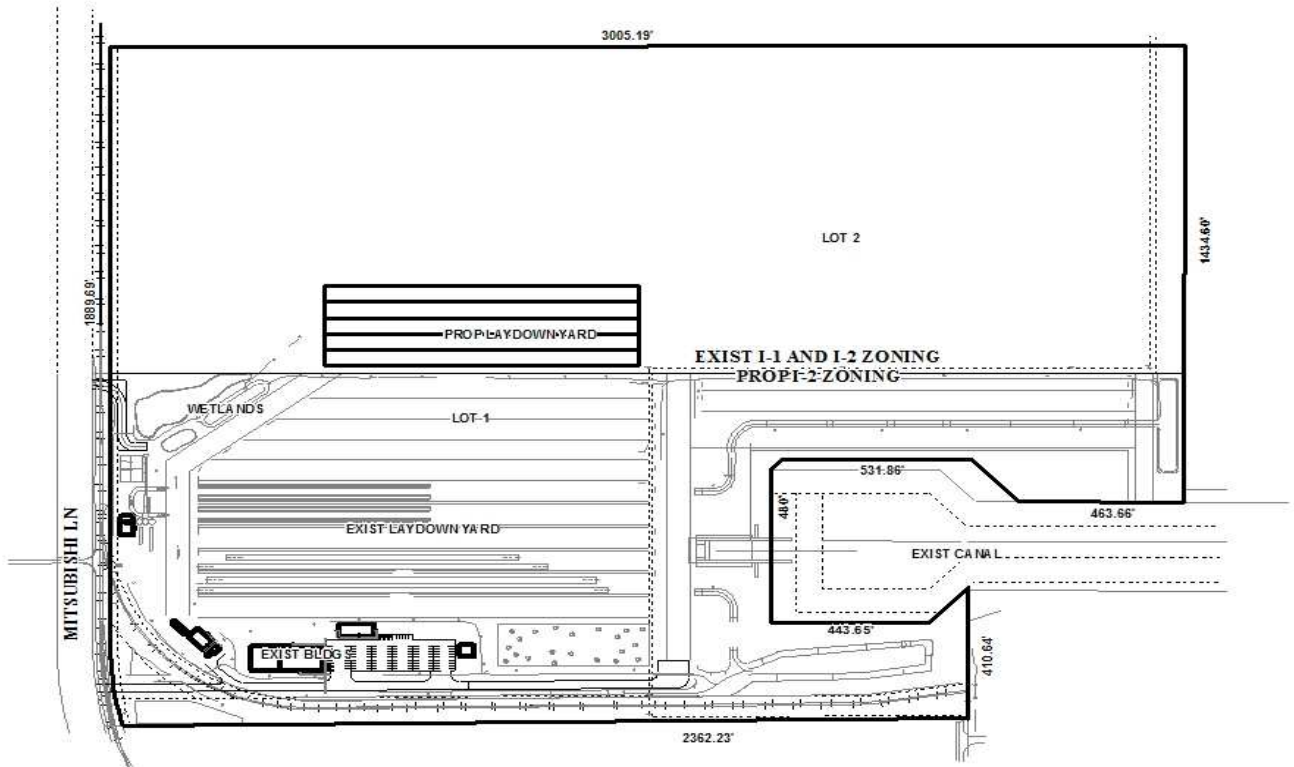 3005.19'
LOT 2
1434.60'
1889.69'
PROP LAYDOWN YARD
EXIST I-1 AND I-2 ZONING
PROP I-2 ZONING
WETLANDS
LOT 1
531.86'
480'
463.66'
EXIST LAYDOWN YARD
EXIST CANAL
MITSUBISHI LN
443.65'
410.64'
EXIST BLDGS
2362.23'